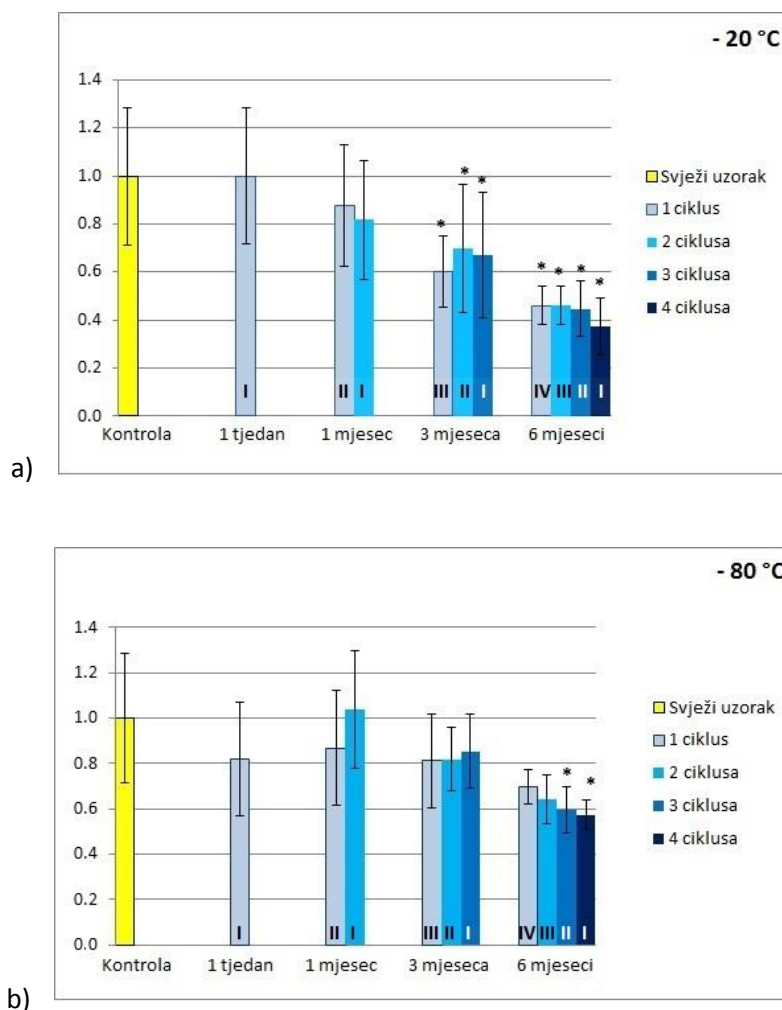 - 20 °C
1.4
1.2
1.0
0.8
0.6
0.4
0.2
0.0
* * * * * * *
I II I III II I IV III II I
Kontrola 1 tjedan 1 mjesec 3 mjeseca 6 mjeseci
Svježi uzorak
1 ciklus
2 ciklusa
3 ciklusa
4 ciklusa
a)
- 80 °C
1.4
1.2
1.0
0.8
0.6
0.4
0.2
0.0
* *
I II I III II I IV III II I
Kontrola 1 tjedan 1 mjesec 3 mjeseca 6 mjeseci
Svježi uzorak
1 ciklus
2 ciklusa
3 ciklusa
4 ciklusa
b)